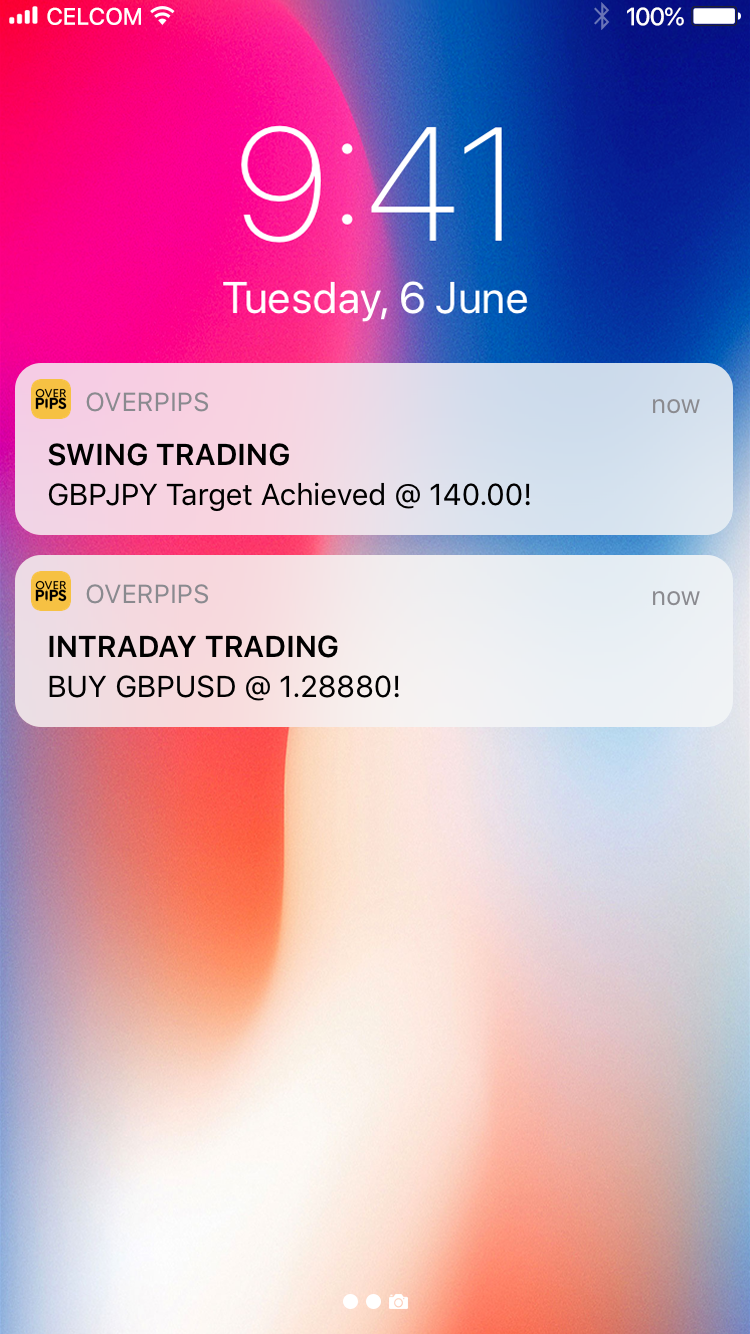 CELCOM 100%
9:41
Tuesday, 6 June
OVER
PIPS
OVERPIPS now
SWING TRADING
GBPJPY Target Achieved @ 140.00!
OVER
PIPS
OVERPIPS now
INTRADAY TRADING
BUY GBPUSD @ 1.28880!